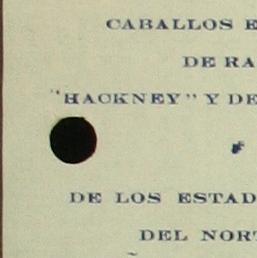 CABALLOS E
DE RA
"HACKNEY" Y DE
DE LOS ESTAD
DEL NORT